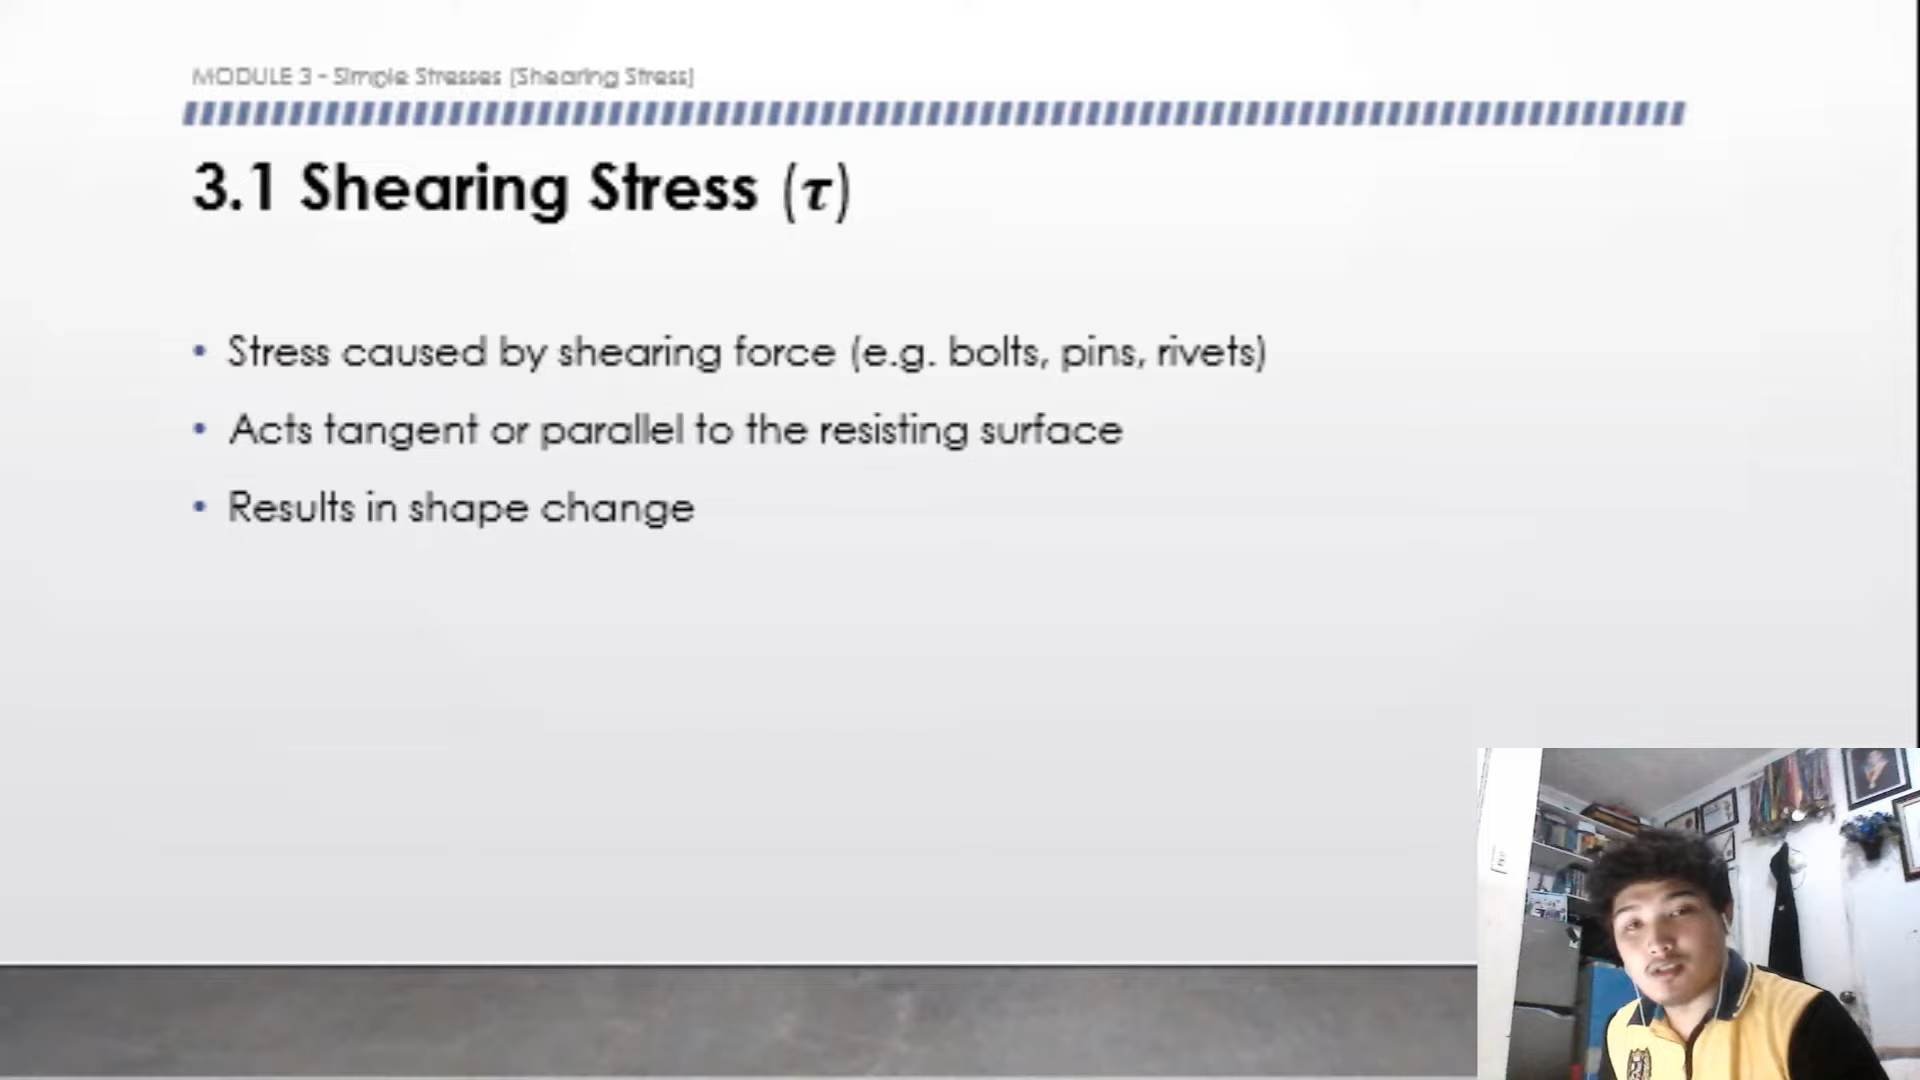 MODULE 3 - Simple Stresses (Shearing Stress)
3.1 Shearing Stress (τ)
• Stress caused by shearing force (e.g. bolts, pins, rivets)
• Acts tangent or parallel to the resisting surface
• Results in shape change